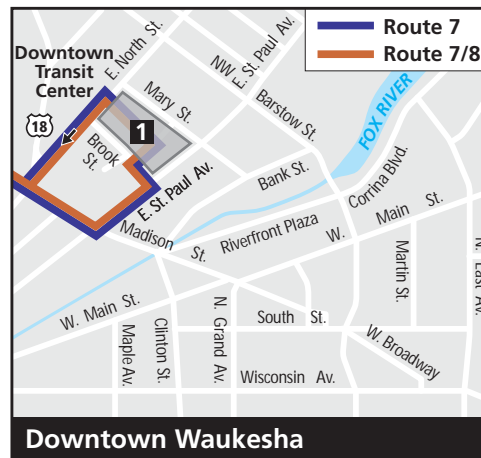 Route 7
Route 7/8
Downtown
Transit
Center
E. North St.
NW
E. St. Paul Av.
Mary St.
Barstow St.
FOX RIVER
18
1
Brook
St.
Bank St.
Corrina Blvd.
E. St. Paul Av.
Madison St.
Riverfront Plaza
W. Main St.
Martin St.
N. East Av.
W. Main St.
Maple Av.
Clinton St.
N. Grand Av.
South St.
W. Broadway
Wisconsin Av.
Downtown Waukesha